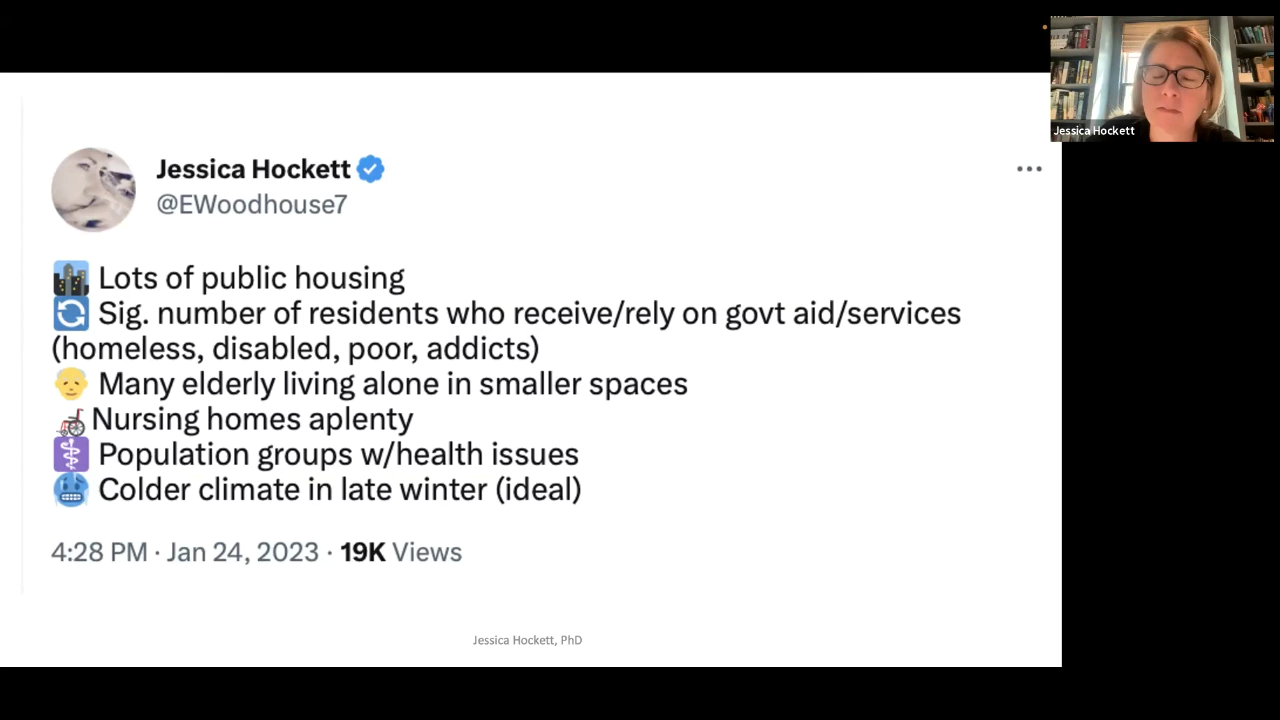 Jessica Hockett
Jessica Hockett
@EWoodhouse7
Lots of public housing
Sig. number of residents who receive/rely on govt aid/services
(homeless, disabled, poor, addicts)
Many elderly living alone in smaller spaces
Nursing homes aplenty
Population groups w/health issues
Colder climate in late winter (ideal)
4:28 PM · Jan 24, 2023 · 19K Views
Jessica Hockett, PhD